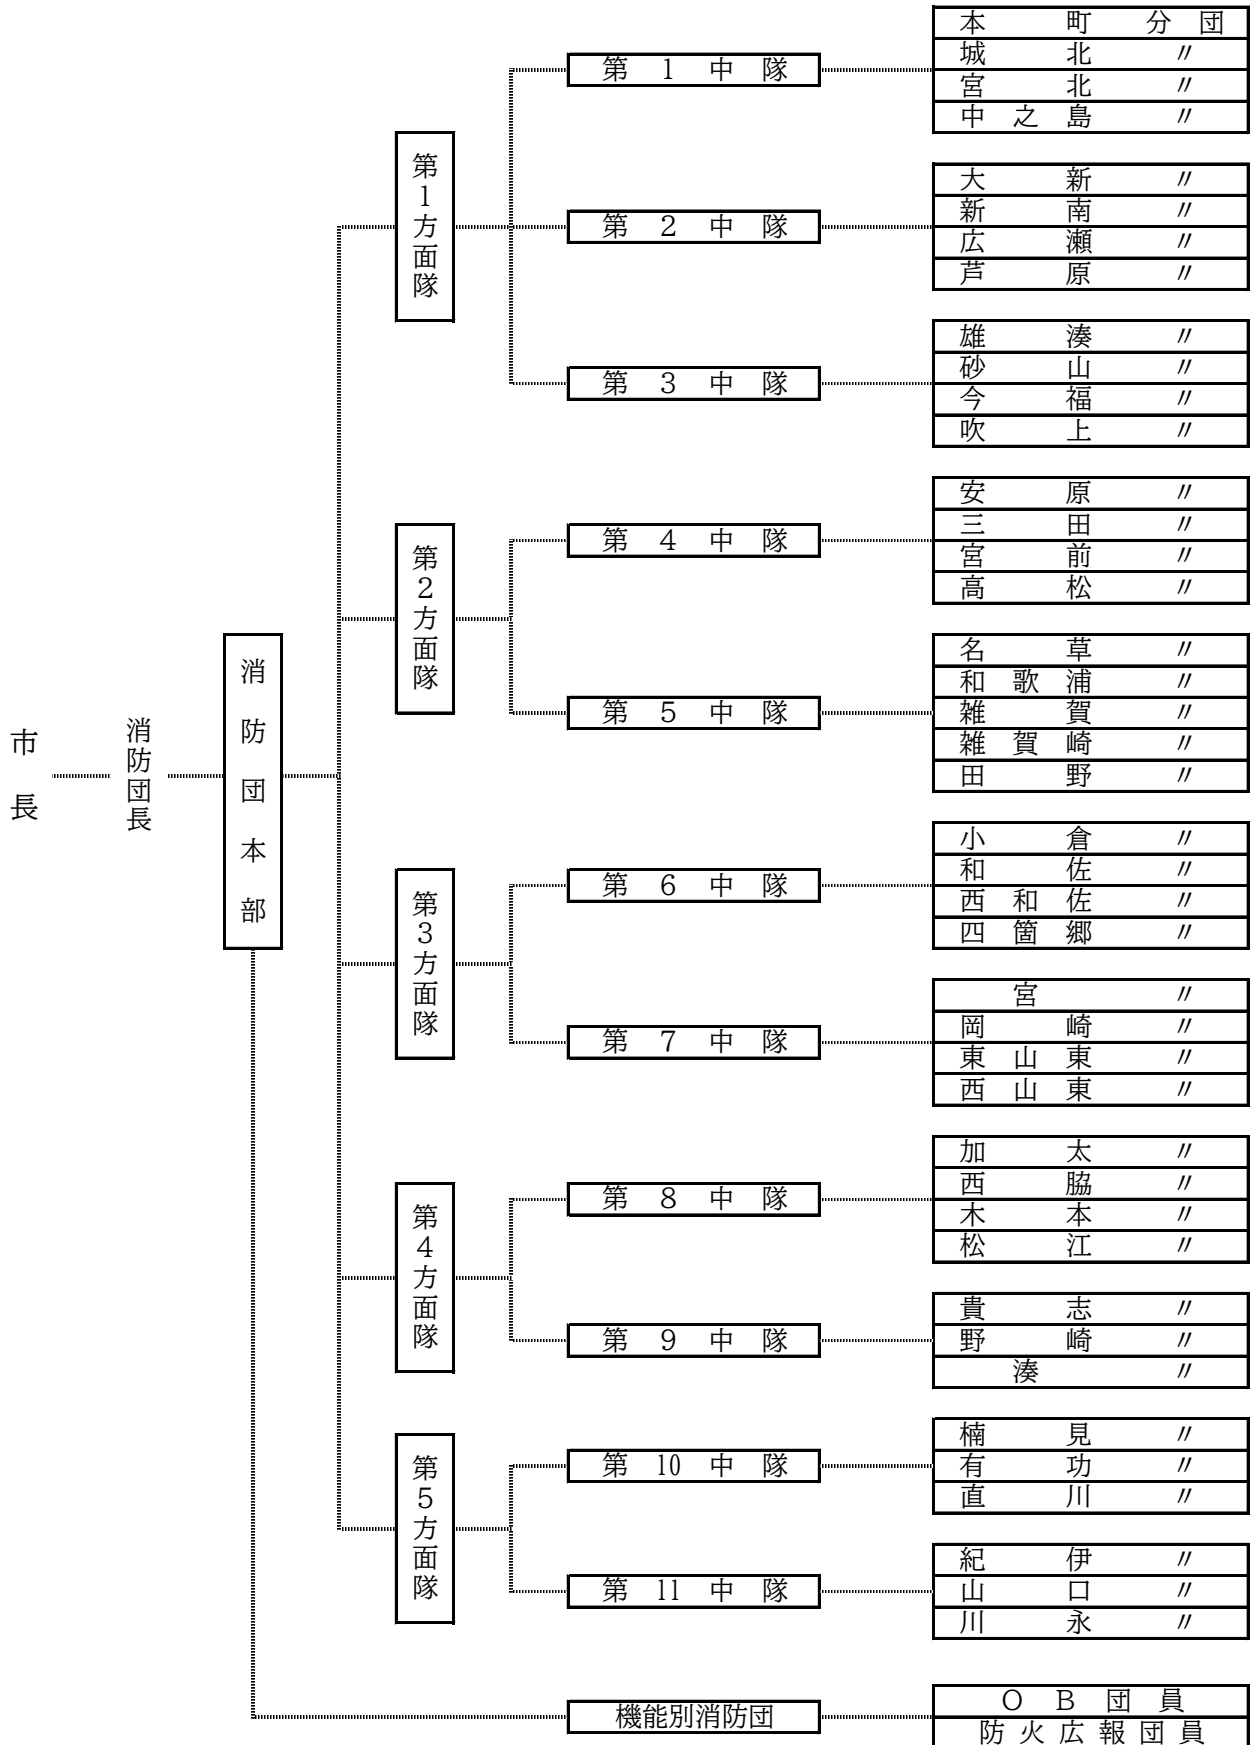 市長
消防団長
消防団本部
第1方面隊
第1中隊
本町分団
城北〃
宮北〃
中之島〃
第2中隊
大新〃
新南〃
広瀬〃
芦原〃
第3中隊
雄湊〃
砂山〃
今福〃
吹上〃
第2方面隊
第4中隊
安原〃
三田〃
宮前〃
高松〃
第5中隊
名草〃
和歌浦〃
雑賀〃
雑賀崎〃
田野〃
第3方面隊
第6中隊
小倉〃
和佐〃
西和佐〃
四箇郷〃
第7中隊
宮〃
岡崎〃
東山東〃
西山東〃
第4方面隊
第8中隊
加太〃
西脇〃
木本〃
松江〃
第9中隊
貴志〃
野崎〃
湊〃
第5方面隊
第10中隊
楠見〃
有功〃
直川〃
第11中隊
紀伊〃
山口〃
川永〃
機能別消防団
OB団員
防火広報団員